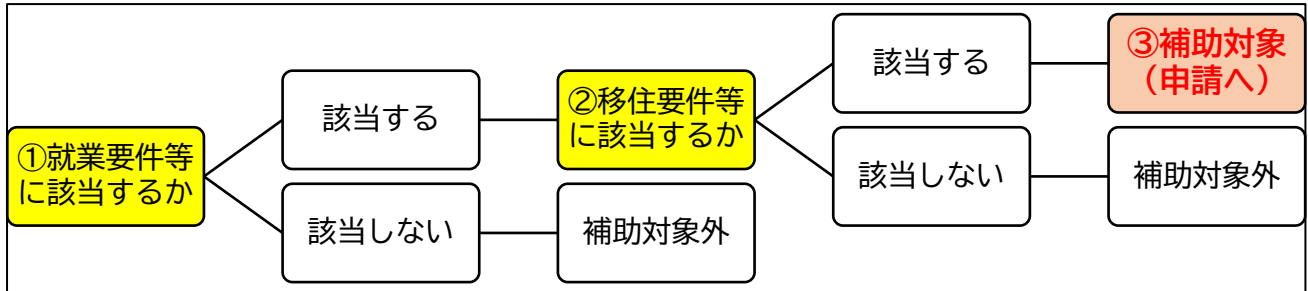 ①就業要件等
に該当するか
該当する
該当しない
②移住要件等
に該当するか
補助対象外
該当する
該当しない
③補助対象
（申請へ）
補助対象外